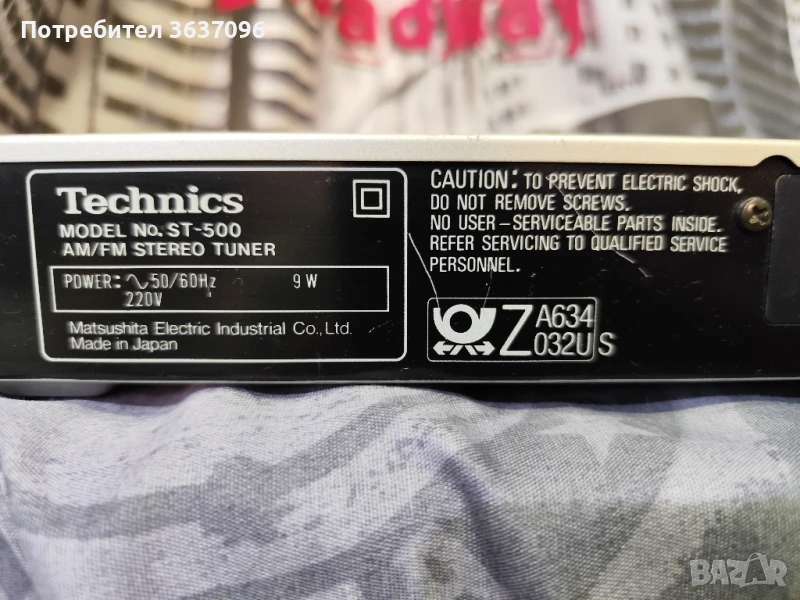 Потребител 3637096
Technics
MODEL No. ST-500
AM/FM STEREO TUNER
POWER: ∿50/60Hz 9W
220V
Matsushita Electric Industrial Co., Ltd.
Made in Japan
CAUTION: TO PREVENT ELECTRIC SHOCK,
DO NOT REMOVE SCREWS.
NO USER-SERVICEABLE PARTS INSIDE.
REFER SERVICING TO QUALIFIED SERVICE
PERSONNEL.
Z A634
032U S
BAZAR